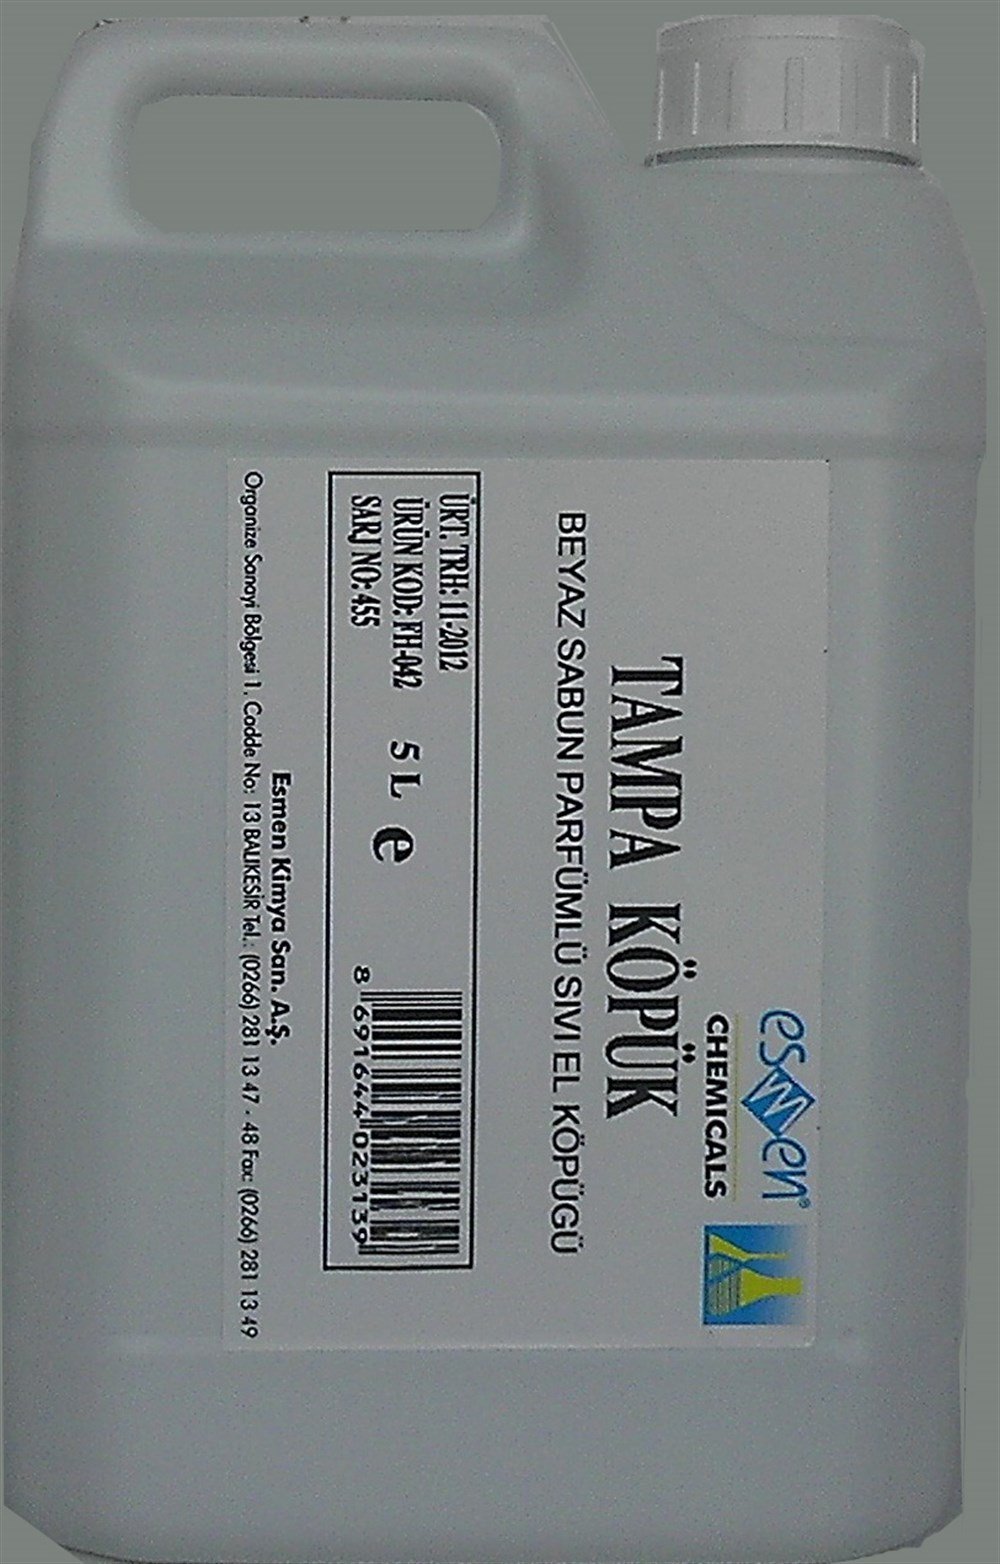 esmen®
CHEMICALS
TAMPA KÖPÜK
BEYAZ SABUN PARFÜMLÜ SIVI EL KÖPÜGÜ
ÜRT. TRH: 11-2012
ÜRÜN KOD: FH-042 5 L e
SARJ NO: 455
8 691644 023139
Esmen Kimya San. A.Ş.
Organize Sanayi Bölgesi 1. Cadde No: 13 BALIKESİR Tel.: (0266) 281 13 47 - 48 Fax: (0266) 281 13 49